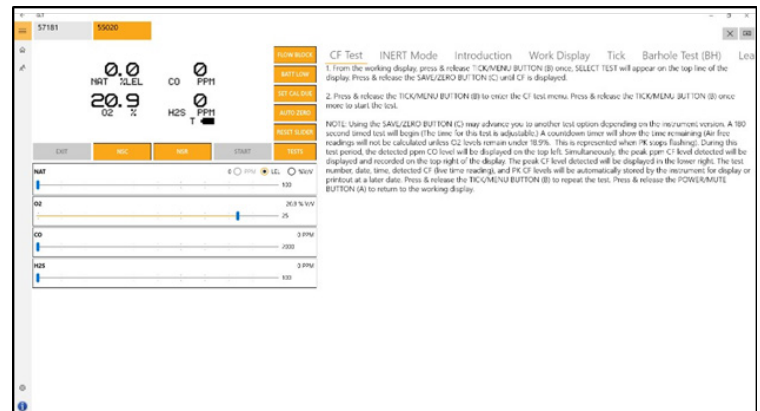 57181 55020
0.0 0
NAT %LEL CO PPM
20.9 0
O2 % H2S PPM
T
FLOW BLOCK
BATT LOW
SET CAL DUE
AUTO ZERO
RESET SLIDER
EXIT START TESTS
NAT 0 PPM LEL %V/V
100
O2 20.9 % V/V
25
CO 0 PPM
2000
H2S 0 PPM
100
CF Test INERT Mode Introduction Work Display Tick Barhole Test (BH) Lea
1. From the working display, press & release TICK/MENU BUTTON (B) once, SELECT TEST will appear on the top line of the
display. Press & release the SAVE/ZERO BUTTON (C) until CF is displayed.
2. Press & release the TICK/MENU BUTTON (B) to enter the CF test menu. Press & release the TICK/MENU BUTTON (B) once
more to start the test.
NOTE: Using the SAVE/ZERO BUTTON (C) may advance you to another test option depending on the instrument version. A 180
second timed test will begin (The time for this test is adjustable.) A countdown timer will show the time remaining (Air free
readings will not be calculated unless O2 levels remain under 18.9%. This is represented when PK stops flashing). During this
test period, the detected ppm CO level will be displayed on the top left. Simultaneously, the peak ppm CF level detected will be
displayed and recorded on the top right of the display. The peak CF level detected will be displayed in the lower right. The test
number, date, time, detected CF (live time reading), and PK CF levels will be automatically stored by the instrument for display or
printout at a later date. Press & release the TICK/MENU BUTTON (B) to repeat the test. Press & release the POWER/MUTE
BUTTON (A) to return to the working display.